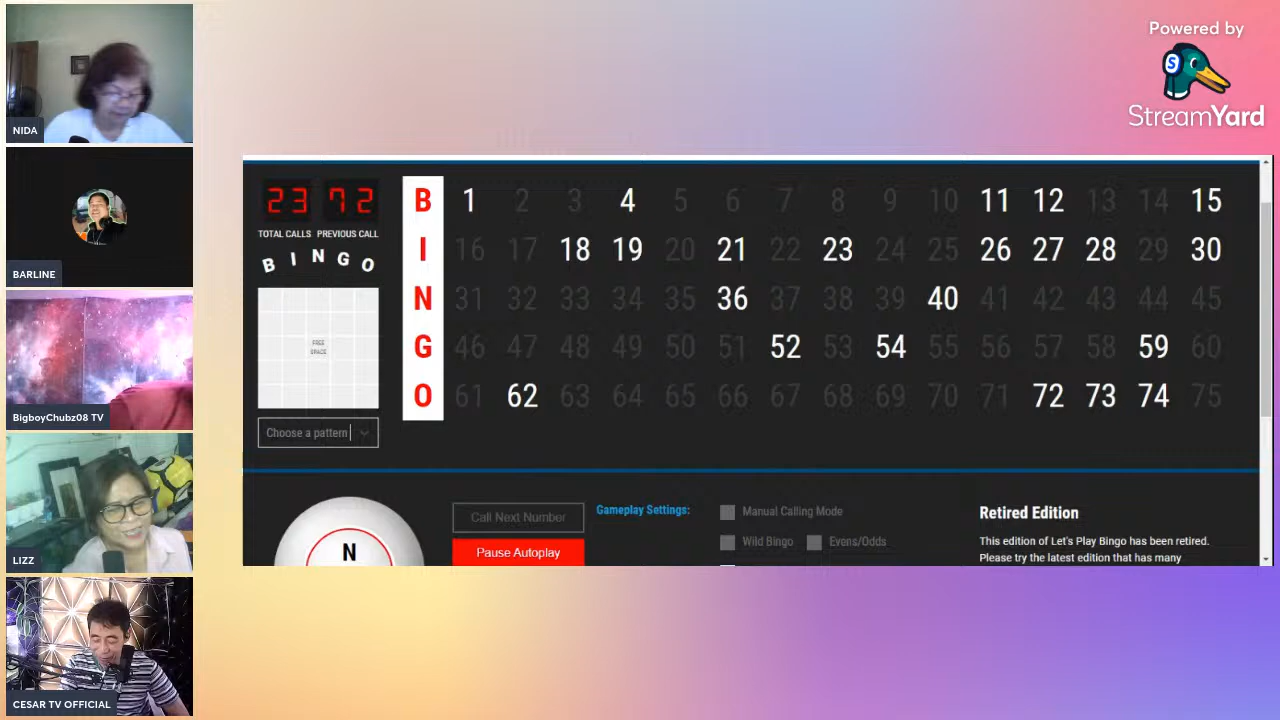 Powered by
StreamYard
NIDA
BARLINE
BigboyChubz08 TV
LIZZ
CESAR TV OFFICIAL
23 72
TOTAL CALLS PREVIOUS CALL
B I N G O
FREE
SPACE
Choose a pattern
B 1 2 3 4 5 6 7 8 9 10 11 12 13 14 15
I 16 17 18 19 20 21 22 23 24 25 26 27 28 29 30
N 31 32 33 34 35 36 37 38 39 40 41 42 43 44 45
G 46 47 48 49 50 51 52 53 54 55 56 57 58 59 60
O 61 62 63 64 65 66 67 68 69 70 71 72 73 74 75
N
Call Next Number
Pause Autoplay
Gameplay Settings:
Manual Calling Mode
Wild Bingo Evens/Odds
Retired Edition
This edition of Let's Play Bingo has been retired.
Please try the latest edition that has many